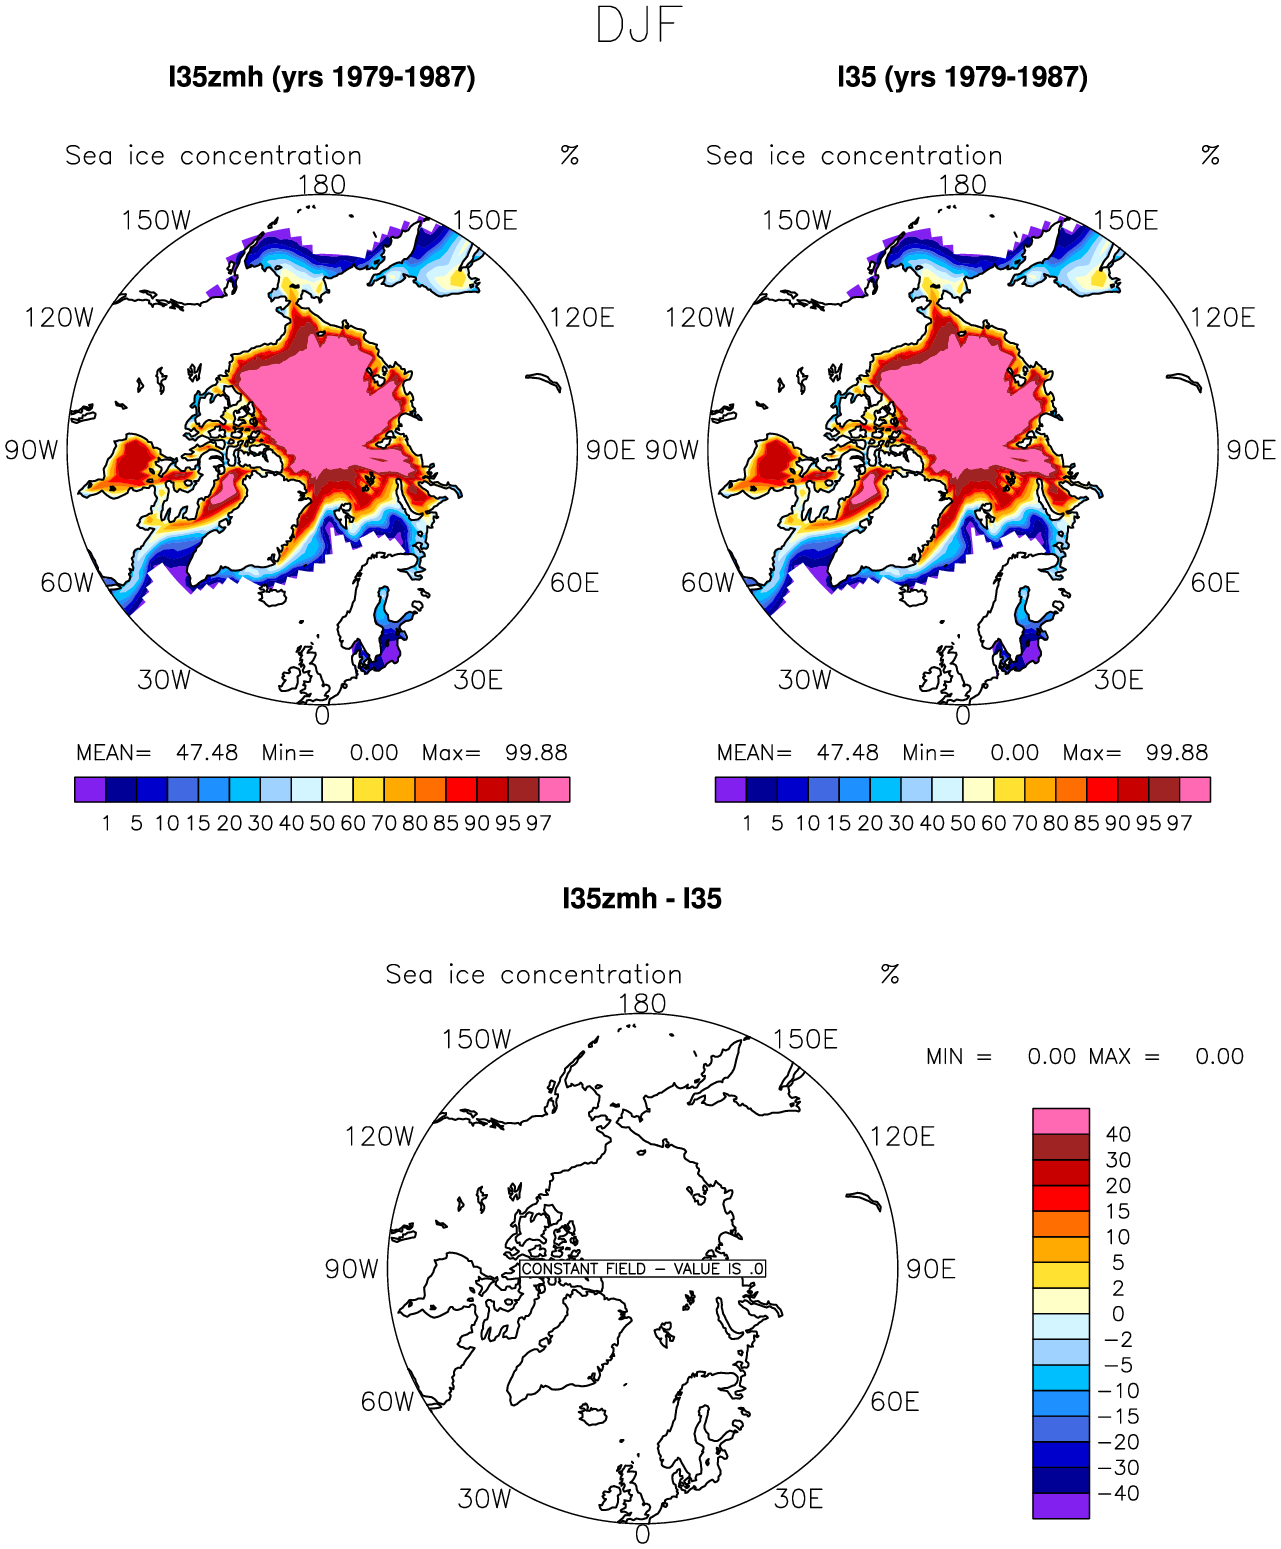 DJF
I35zmh (yrs 1979-1987)
I35 (yrs 1979-1987)
Sea ice concentration %
Sea ice concentration %
180
180
150W 150E
150W 150E
120W 120E
120W 120E
90W 90E
90W 90E
60W 60E
60W 60E
30W 30E
30W 30E
0
0
MEAN= 47.48 Min= 0.00 Max= 99.88
MEAN= 47.48 Min= 0.00 Max= 99.88
1 5 10 15 20 30 40 50 60 70 80 85 90 95 97
1 5 10 15 20 30 40 50 60 70 80 85 90 95 97
I35zmh - I35
Sea ice concentration %
180
150W 150E
MIN = 0.00 MAX = 0.00
120W 120E
90W 90E
CONSTANT FIELD - VALUE IS .0
60W 60E
30W 30E
0
40
30
20
15
10
5
2
0
-2
-5
-10
-15
-20
-30
-40